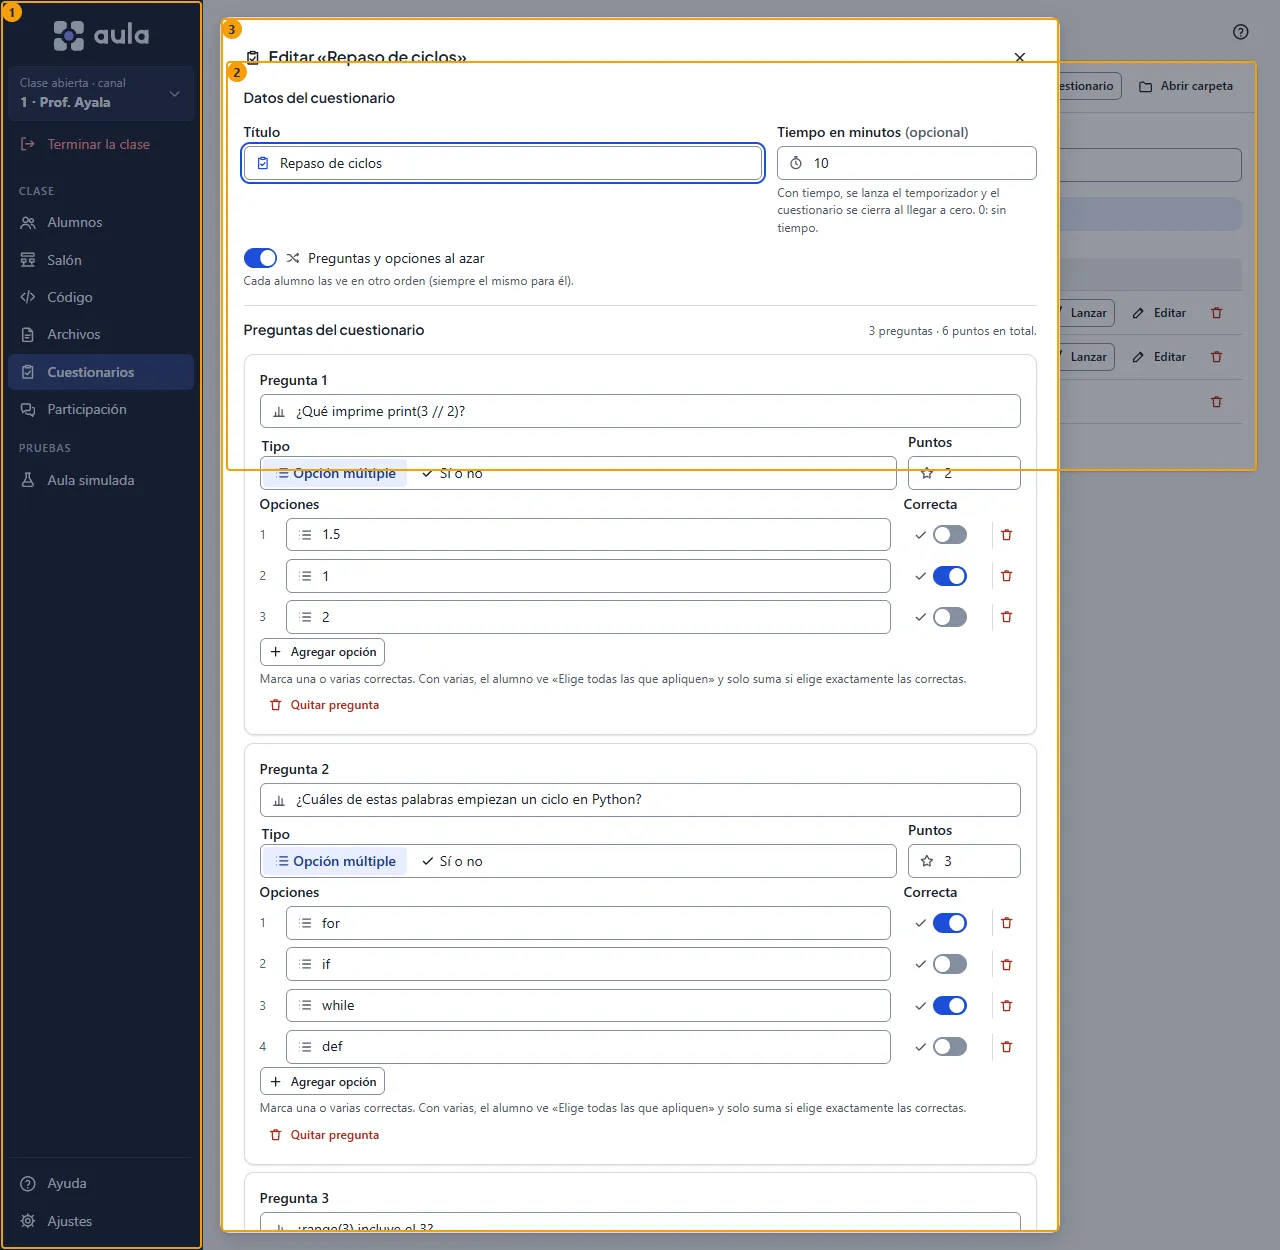 1
aula
Clase abierta · canal
1 · Prof. Ayala
Terminar la clase
CLASE
Alumnos
Salón
Código
Archivos
Cuestionarios
Participación
PRUEBAS
Aula simulada
Ayuda
Ajustes
3
Editar «Repaso de ciclos»
2
Datos del cuestionario
Título
Repaso de ciclos
Tiempo en minutos (opcional)
10
Con tiempo, se lanza el temporizador y el
cuestionario se cierra al llegar a cero. 0: sin
tiempo.
Preguntas y opciones al azar
Cada alumno las ve en otro orden (siempre el mismo para él).
Preguntas del cuestionario
3 preguntas · 6 puntos en total.
Pregunta 1
¿Qué imprime print(3 // 2)?
Tipo
Puntos
Opción múltiple
Sí o no
2
Opciones
Correcta
1 1.5
2 1
3 2
Agregar opción
Marca una o varias correctas. Con varias, el alumno ve «Elige todas las que apliquen» y solo suma si elige exactamente las correctas.
Quitar pregunta
Pregunta 2
¿Cuáles de estas palabras empiezan un ciclo en Python?
Tipo
Puntos
Opción múltiple
Sí o no
3
Opciones
Correcta
1 for
2 if
3 while
4 def
Agregar opción
Marca una o varias correctas. Con varias, el alumno ve «Elige todas las que apliquen» y solo suma si elige exactamente las correctas.
Quitar pregunta
Pregunta 3
¿range(3) incluye el 3?
estionario
Abrir carpeta
Lanzar
Editar
Lanzar
Editar